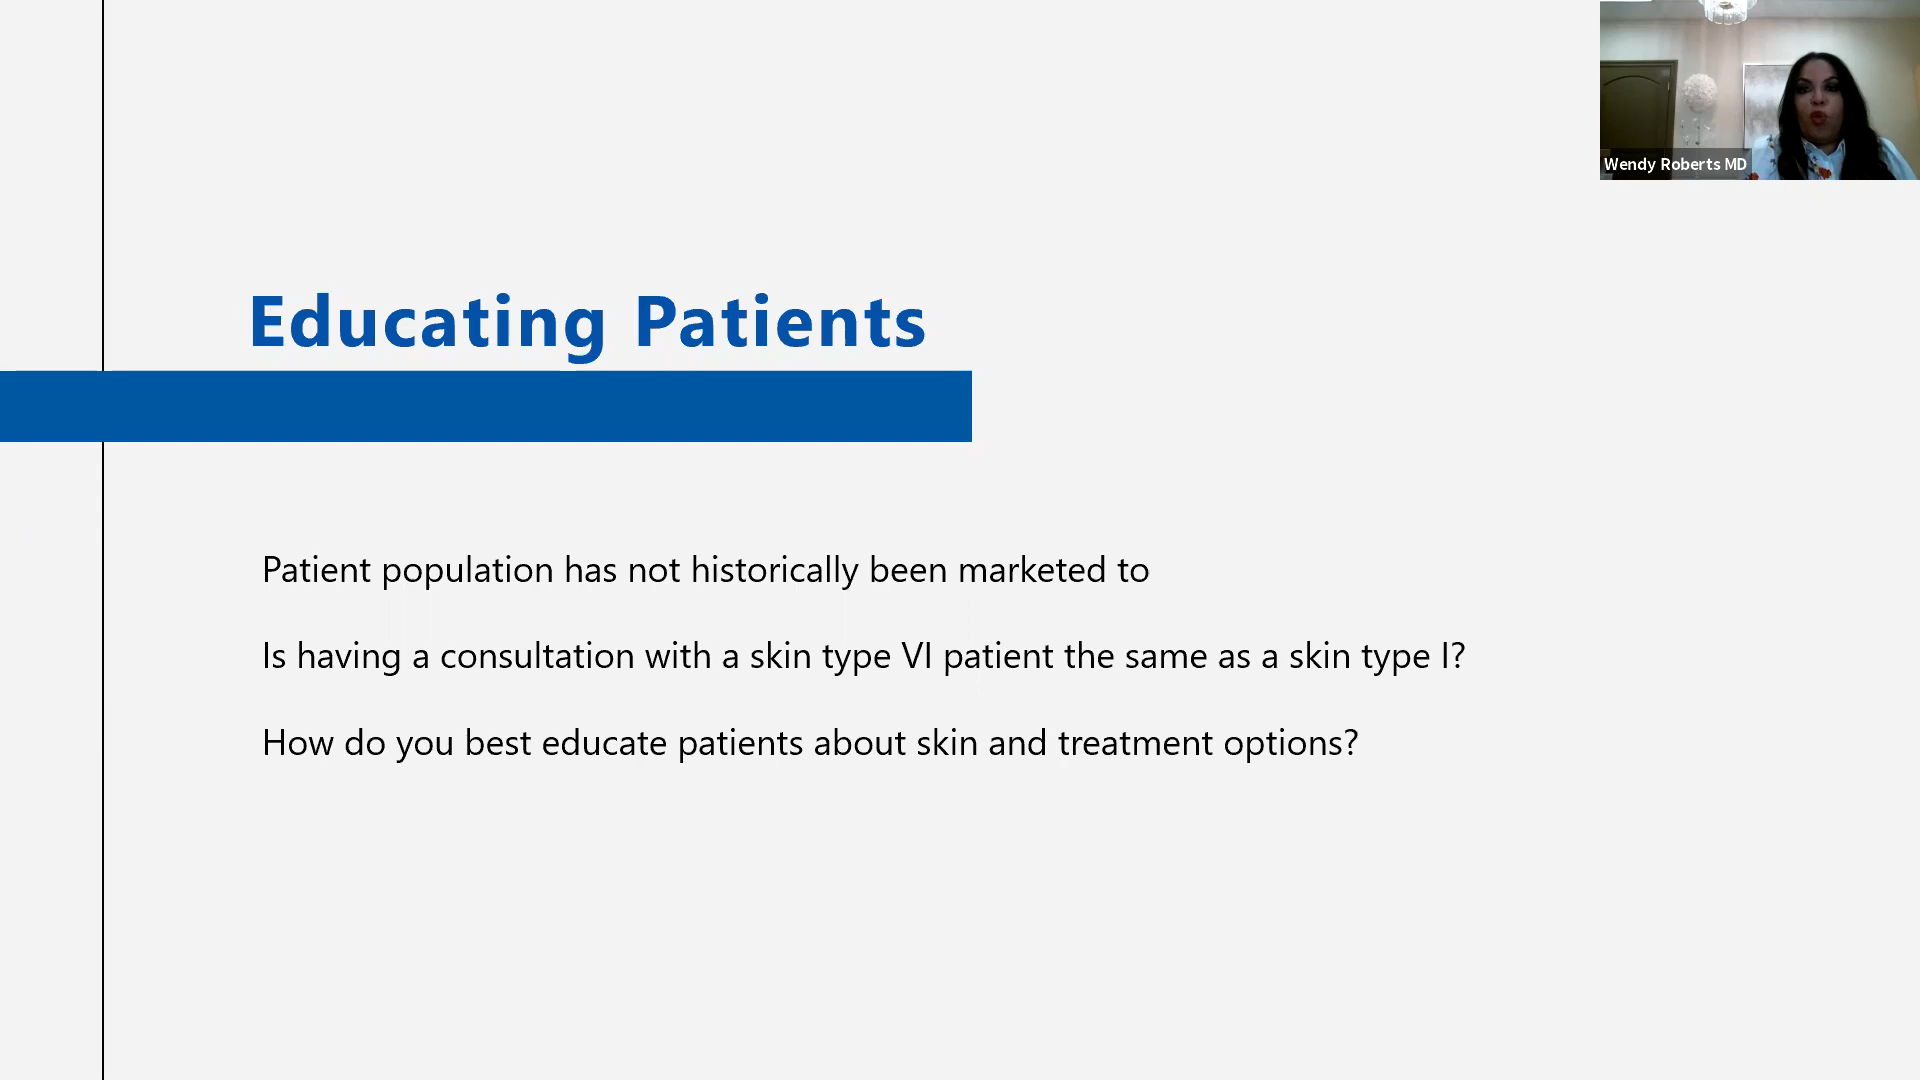 Wendy Roberts MD
Educating Patients
Patient population has not historically been marketed to
Is having a consultation with a skin type VI patient the same as a skin type I?
How do you best educate patients about skin and treatment options?